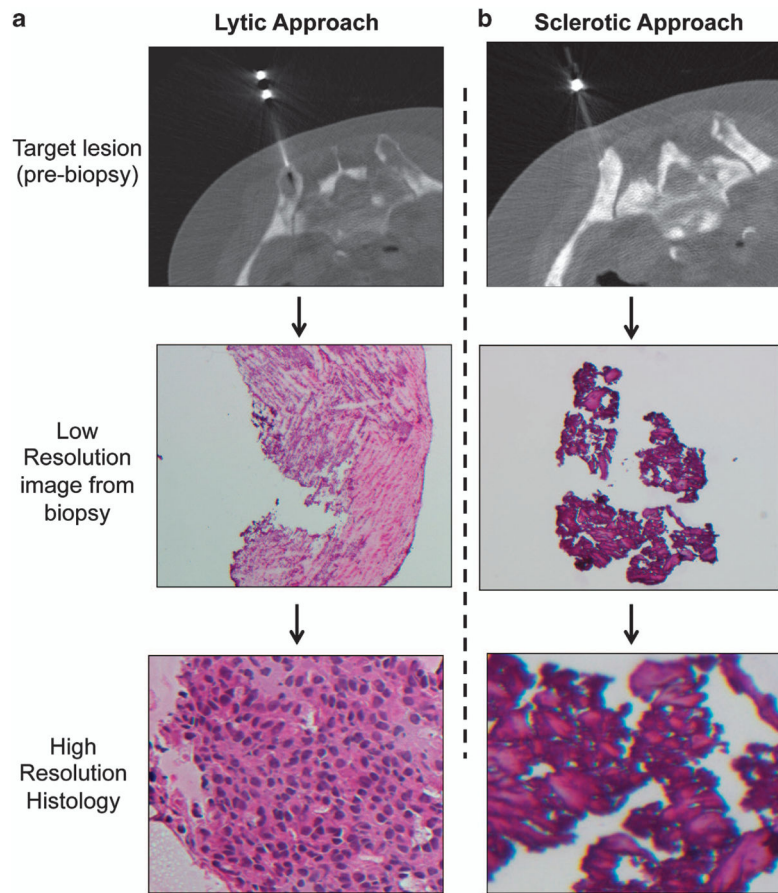 a
Lytic Approach
b
Sclerotic Approach
Target lesion
(pre-biopsy)
Low
Resolution
image from
biopsy
High
Resolution
Histology